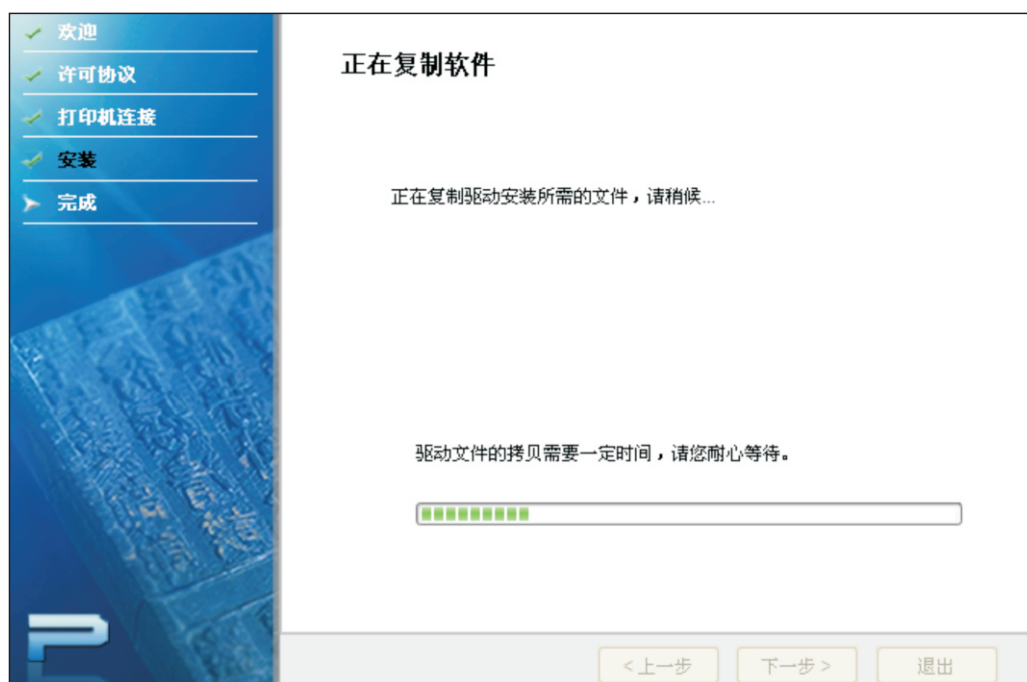 欢迎
许可协议
打印机连接
安装
完成
正在复制软件
正在复制驱动安装所需的文件，请稍候...
驱动文件的拷贝需要一定时间，请您耐心等待。
<上一步
下一步>
退出